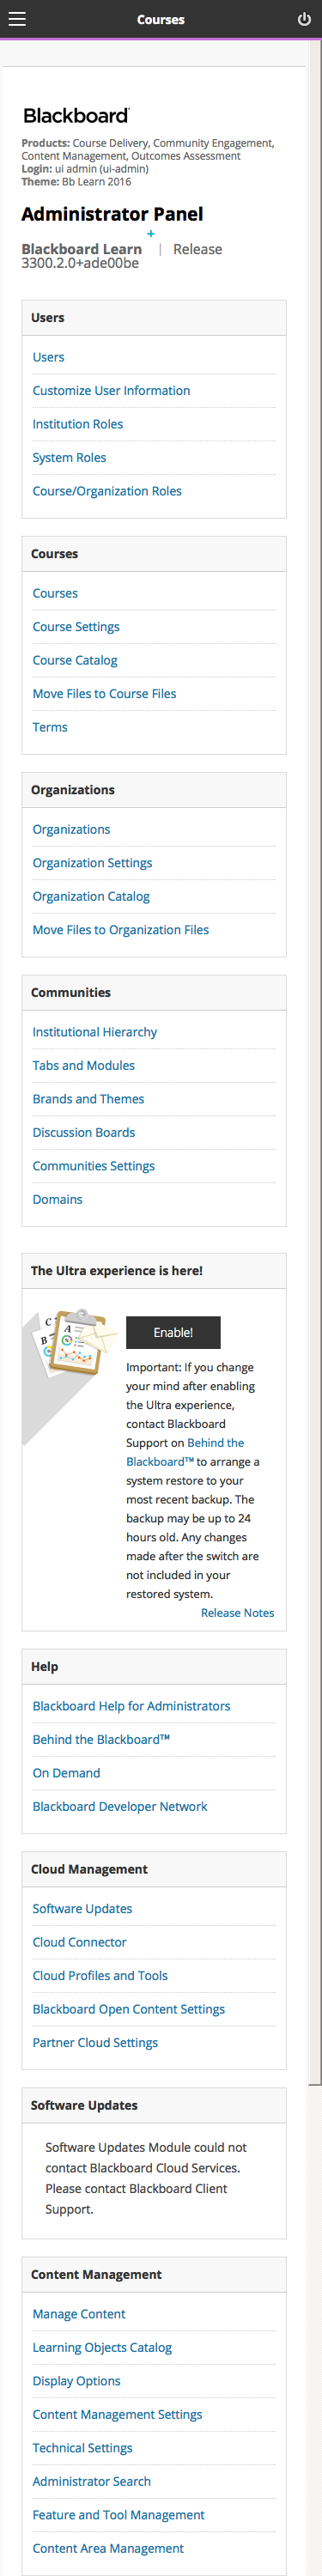 Courses
Blackboard
Products: Course Delivery, Community Engagement,
Content Management, Outcomes Assessment
Login: ui admin (ui-admin)
Theme: Bb Learn 2016
Administrator Panel
Blackboard Learn | Release
3300.2.0+ade00be
Users
Users
Customize User Information
Institution Roles
System Roles
Course/Organization Roles
Courses
Courses
Course Settings
Course Catalog
Move Files to Course Files
Terms
Organizations
Organizations
Organization Settings
Organization Catalog
Move Files to Organization Files
Communities
Institutional Hierarchy
Tabs and Modules
Brands and Themes
Discussion Boards
Communities Settings
Domains
The Ultra experience is here!
C
A
B
Enable!
Important: If you change
your mind after enabling
the Ultra experience,
contact Blackboard
Support on Behind the
Blackboard™ to arrange a
system restore to your
most recent backup. The
backup may be up to 24
hours old. Any changes
made after the switch are
not included in your
restored system.
Release Notes
Help
Blackboard Help for Administrators
Behind the Blackboard™
On Demand
Blackboard Developer Network
Cloud Management
Software Updates
Cloud Connector
Cloud Profiles and Tools
Blackboard Open Content Settings
Partner Cloud Settings
Software Updates
Software Updates Module could not
contact Blackboard Cloud Services.
Please contact Blackboard Client
Support.
Content Management
Manage Content
Learning Objects Catalog
Display Options
Content Management Settings
Technical Settings
Administrator Search
Feature and Tool Management
Content Area Management